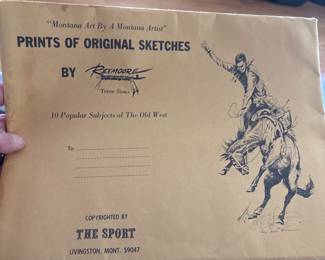 "Montana Art By A Montana Artist"
PRINTS OF ORIGINAL SKETCHES
BY
10 Popular Subjects of The Old West
To
COPYRIGHTED BY
THE SPORT
LIVINGSTON, MONT. 59047